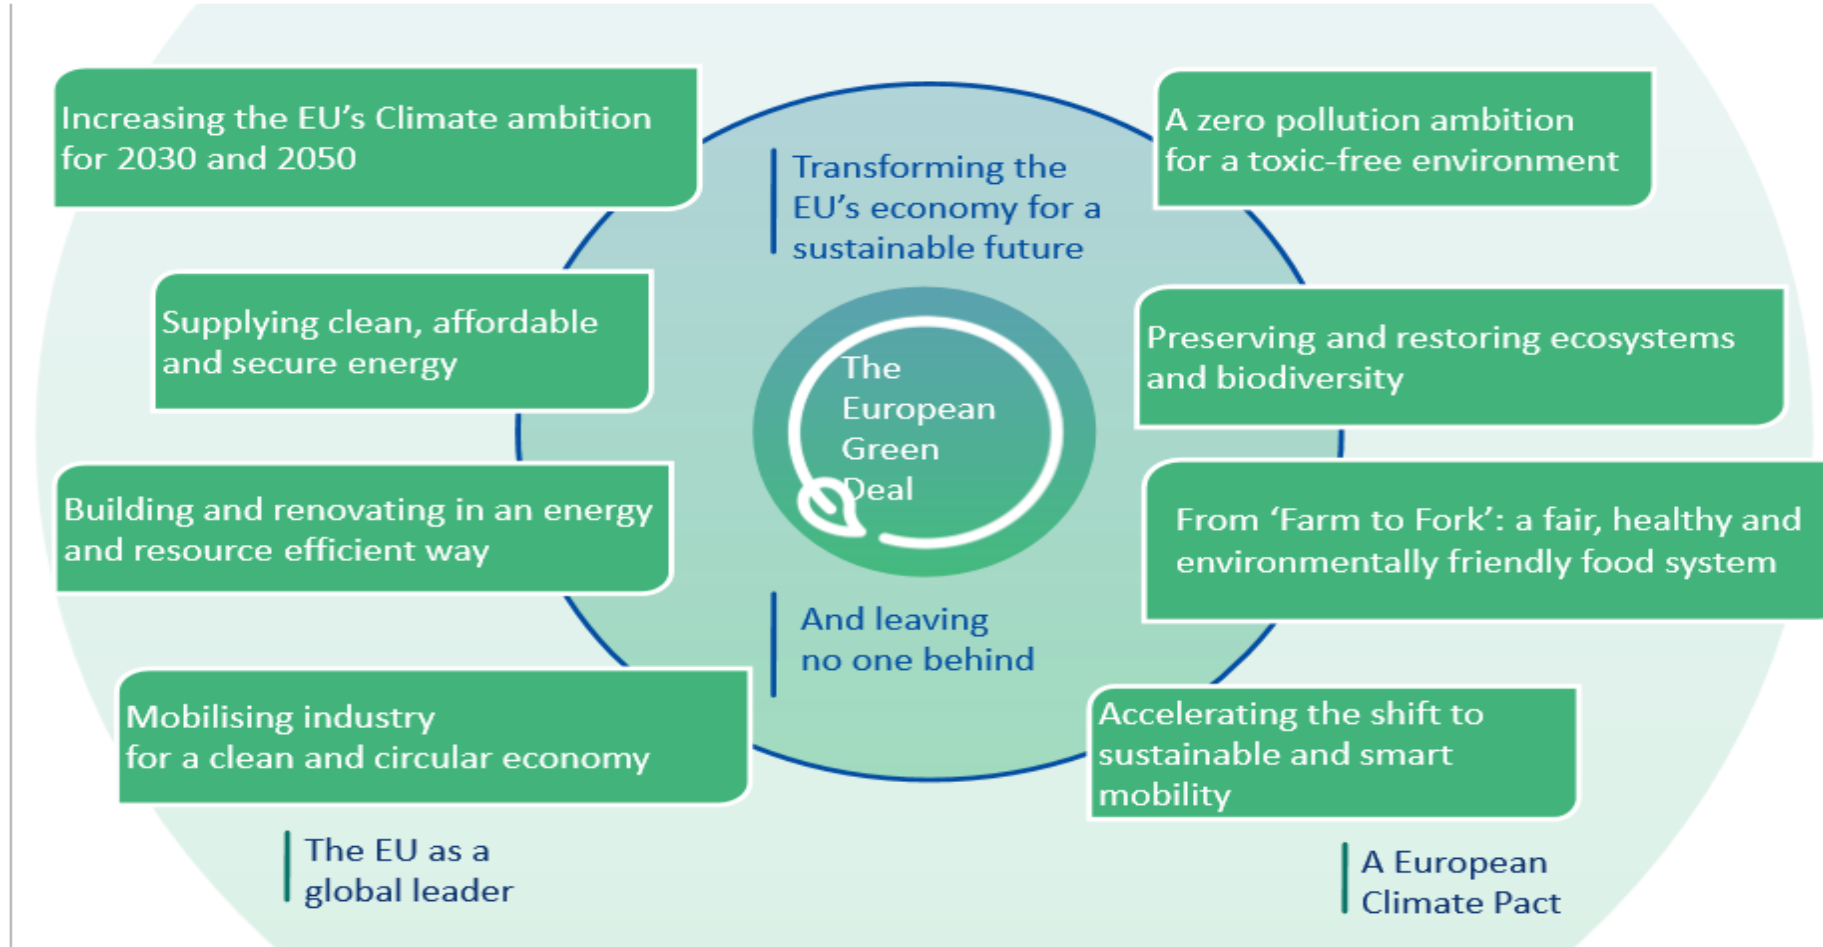 Increasing the EU's Climate ambition
for 2030 and 2050
Supplying clean, affordable
and secure energy
Building and renovating in an energy
and resource efficient way
Mobilising industry
for a clean and circular economy
The EU as a
global leader
Transforming the
EU's economy for a
sustainable future
The
European
Green
Deal
And leaving
no one behind
A zero pollution ambition
for a toxic-free environment
Preserving and restoring ecosystems
and biodiversity
From ‘Farm to Fork’: a fair, healthy and
environmentally friendly food system
Accelerating the shift to
sustainable and smart
mobility
A European
Climate Pact